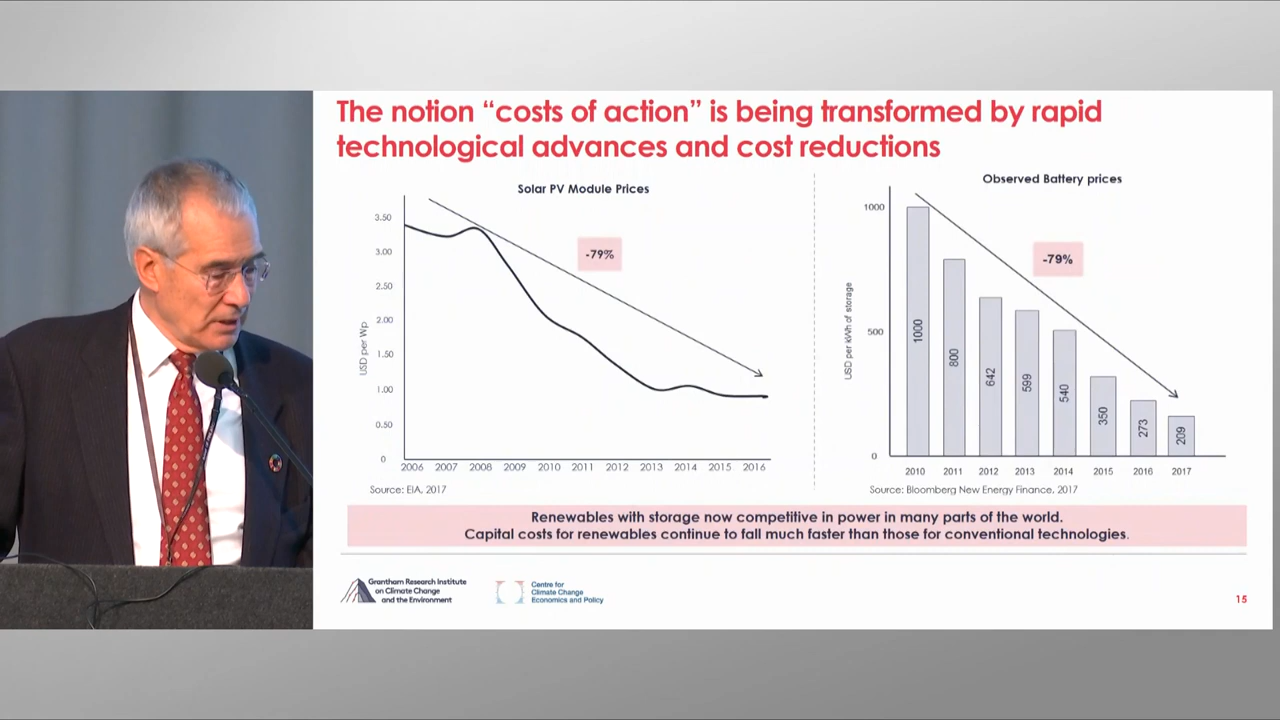 The notion “costs of action” is being transformed by rapid
technological advances and cost reductions
Solar PV Module Prices
USD per Wp
3.50
3.00
2.50
2.00
1.50
1.00
0.50
0
-79%
2006 2007 2008 2009 2010 2011 2012 2013 2014 2015 2016
Source: EIA, 2017
Observed Battery prices
USD per kWh of storage
1000
500
0
-79%
1000
800
642
599
540
350
273
209
2010 2011 2012 2013 2014 2015 2016 2017
Source: Bloomberg New Energy Finance, 2017
Renewables with storage now competitive in power in many parts of the world.
Capital costs for renewables continue to fall much faster than those for conventional technologies.
Grantham Research Institute
on Climate Change
and the Environment
Centre for
Climate Change
Economics and Policy
15